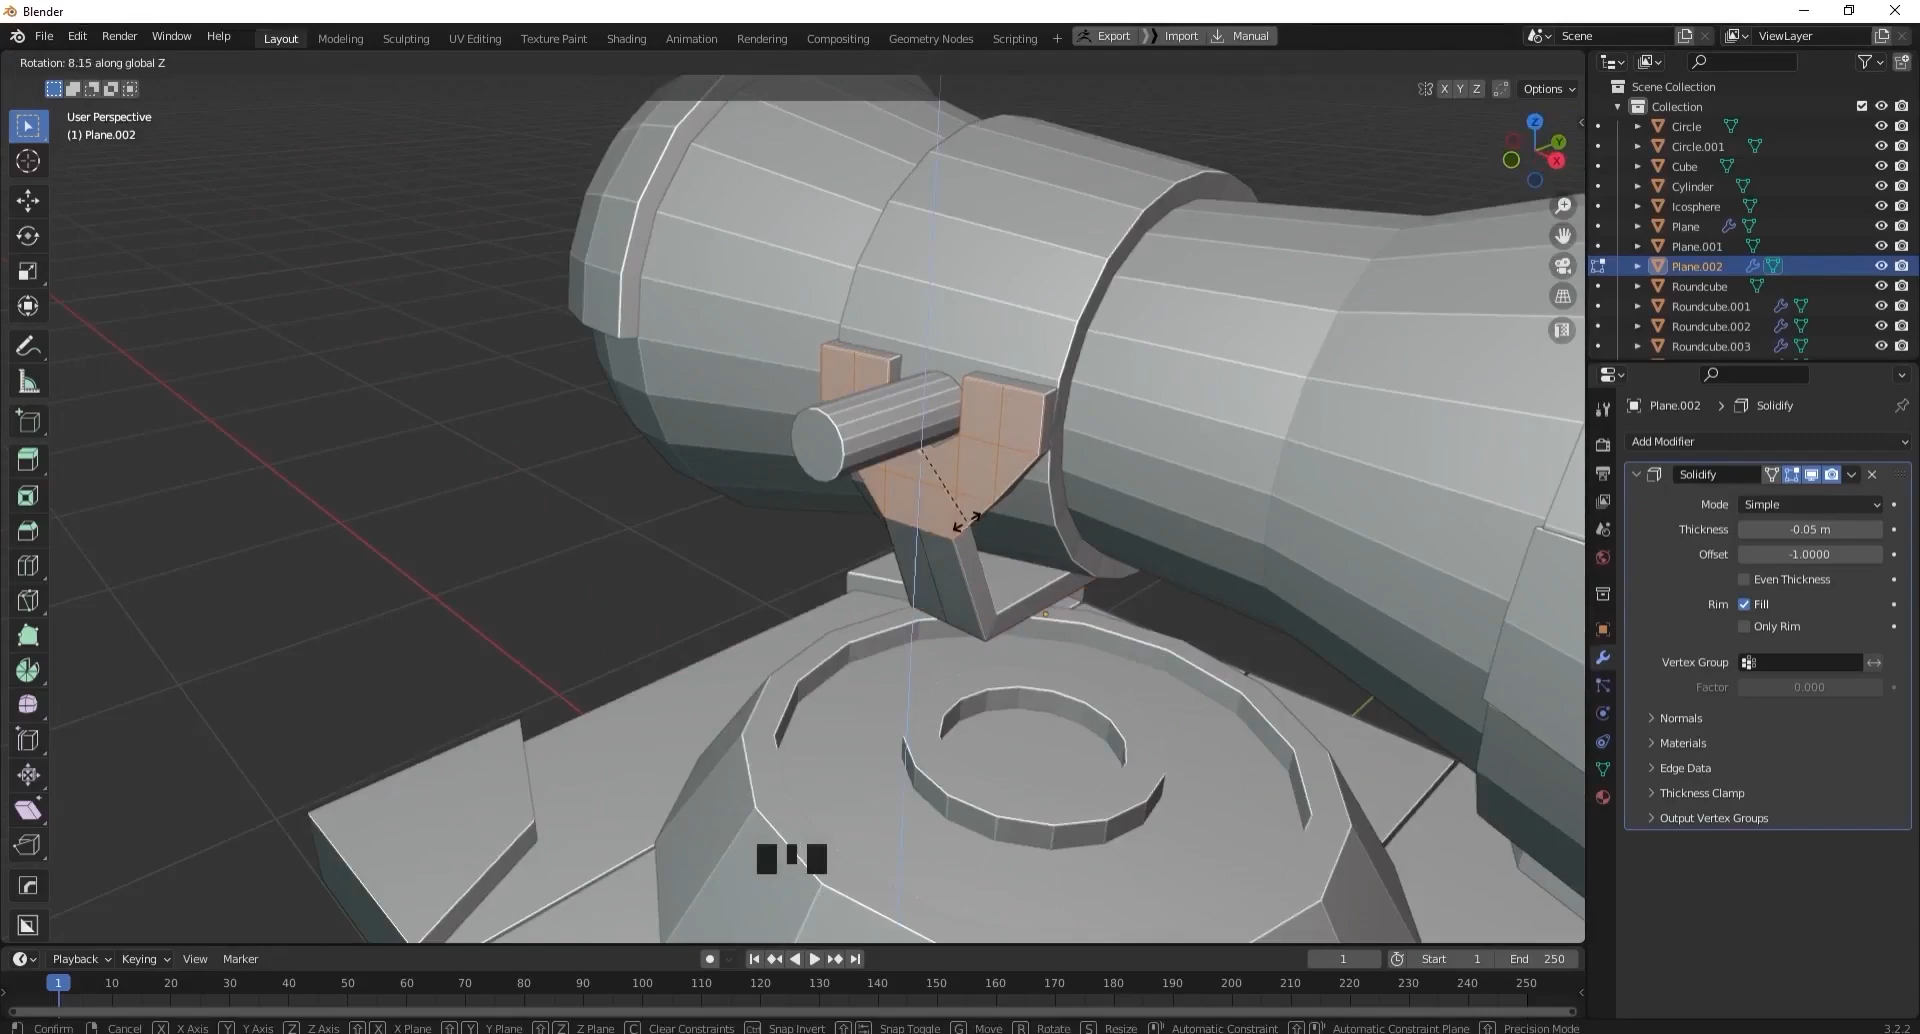 Blender
File Edit Render Window Help Layout Modeling Sculpting UV Editing Texture Paint Shading Animation Rendering Compositing Geometry Nodes Scripting + Export Import Manual Scene ViewLayer
Rotation: 8.15 along global Z
X Y Z Options
User Perspective
(1) Plane.002
Z
Y
X
Scene Collection
Collection
Circle
Circle.001
Cube
Cylinder
Icosphere
Plane
Plane.001
Plane.002
Roundcube
Roundcube.001
Roundcube.002
Roundcube.003
Plane.002 > Solidify
Add Modifier
Solidify
Mode Simple
Thickness -0.05 m
Offset -1.0000
Even Thickness
Rim Fill
Only Rim
Vertex Group
Factor 0.000
Normals
Materials
Edge Data
Thickness Clamp
Output Vertex Groups
Playback Keying View Marker 1 Start 1 End 250
1 10 20 30 40 50 60 70 80 90 100 110 120 130 140 150 160 170 180 190 200 210 220 230 240 250
Confirm Cancel X X Axis Y Y Axis Z Z Axis X X Plane Y Y Plane Z Z Plane C Clear Constraints Ctrl Snap Invert Snap Toggle G Move R Rotate S Resize Automatic Constraint Automatic Constraint Plane Precision Mode 3.2.2